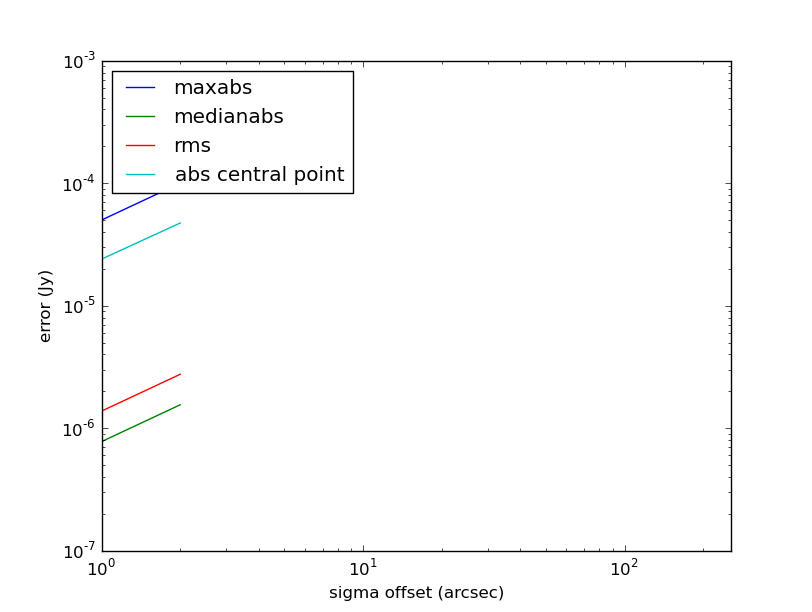 10^-3
10^-4
10^-5
10^-6
10^-7
error (Jy)
maxabs
medianabs
rms
abs central point
10^0
10^1
10^2
sigma offset (arcsec)